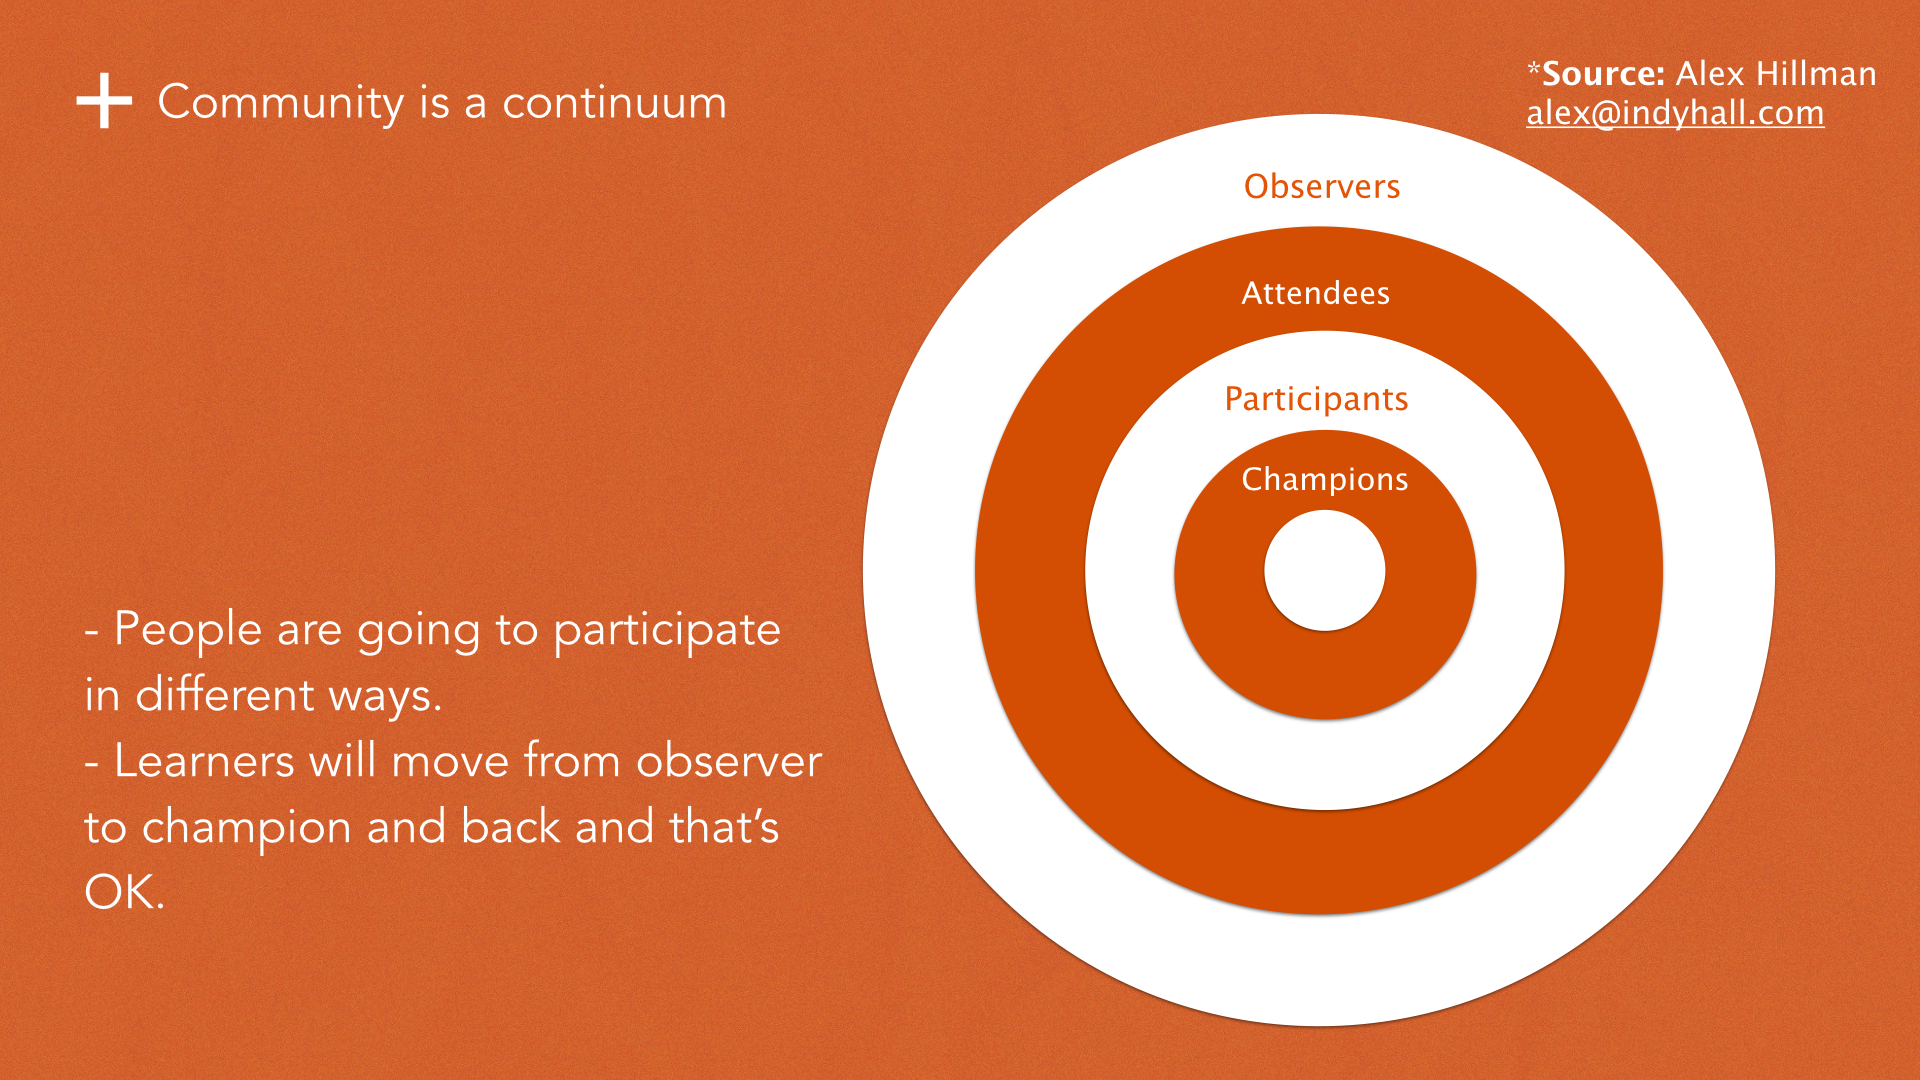 + Community is a continuum
*Source: Alex Hillman
alex@indyhall.com
Observers
Attendees
Participants
Champions
- People are going to participate
in different ways.
- Learners will move from observer
to champion and back and that’s
OK.